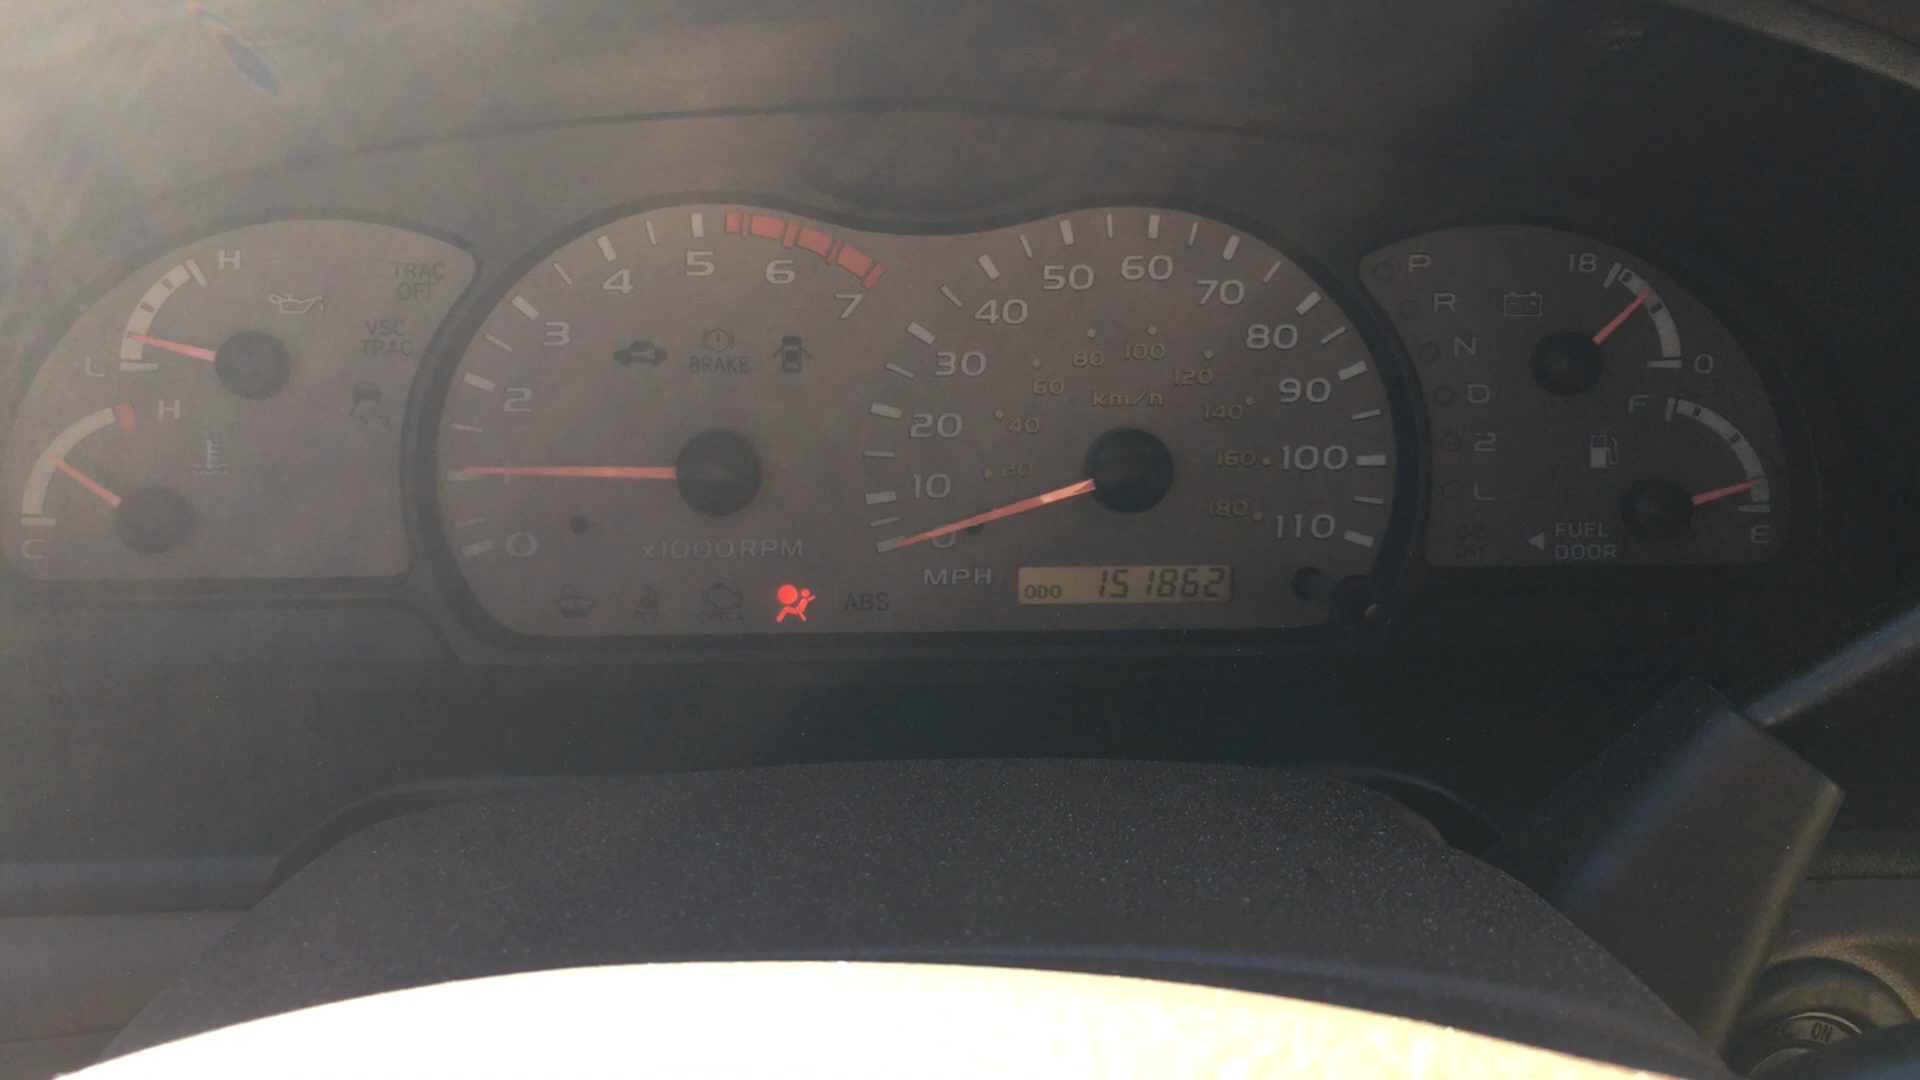 H
L
H
C
TRAC
OFF
VSC
TRAC
0
1
2
3
4
5
6
7
BRAKE
x1000RPM
ABS
0
10
20
30
40
50
60
70
80
90
100
110
20
40
60
80
100
120
140
160
180
km/h
MPH
ODO 151862
P
R
N
D
2
L
18
0
F
E
FUEL
DOOR
ON